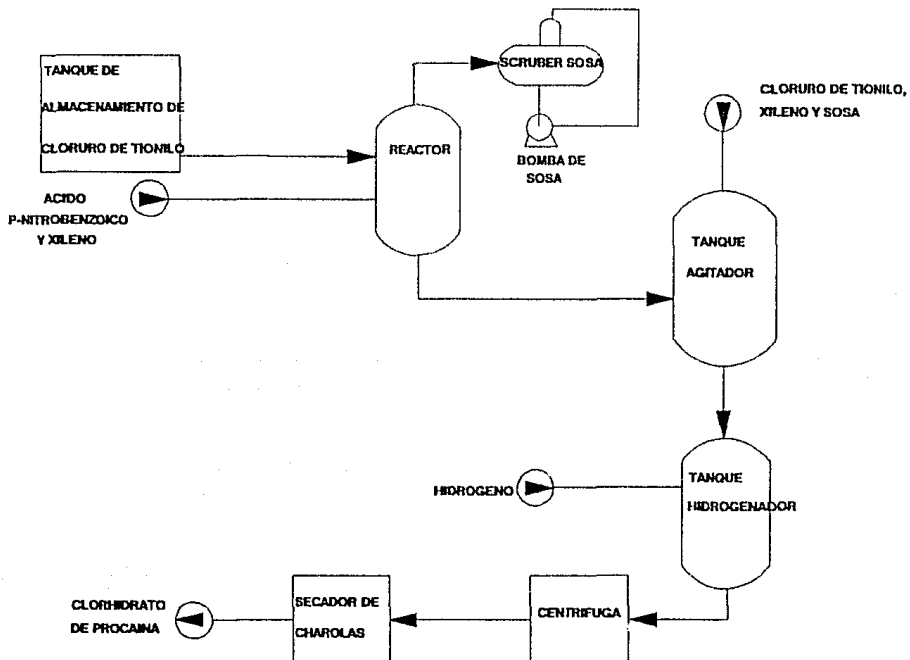 TANQUE DE
ALMACENAMIENTO DE
CLORURO DE TIONILO
ACIDO
P-NITROBENZOICO
Y XILENO
REACTOR
SCRUBER SOSA
BOMBA DE
SOSA
CLORURO DE TIONILO,
XILENO Y SOSA
TANQUE
AGITADOR
HIDROGENO
TANQUE
HIDROGENADOR
CENTRIFUGA
SECADOR DE
CHAROLAS
CLORHIDRATO
DE PROCAINA